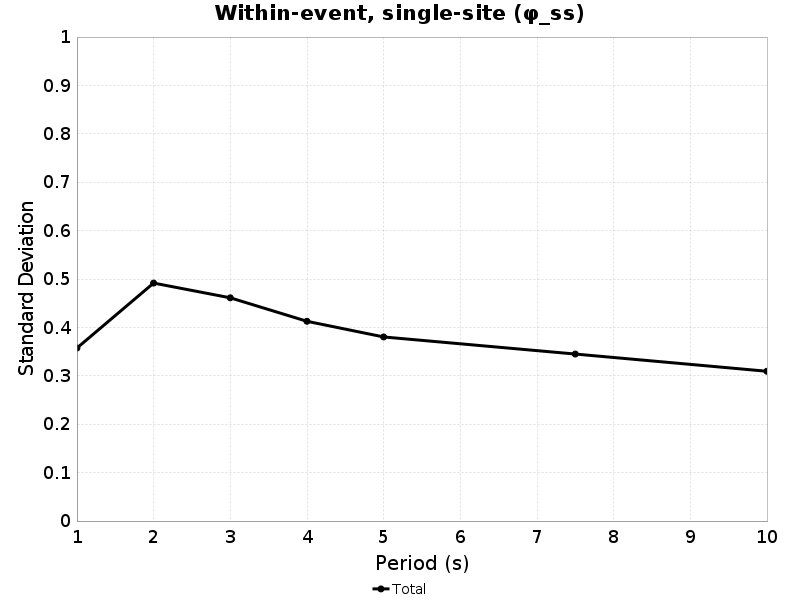 Within-event, single-site (φ_ss)
1
0.9
0.8
0.7
0.6
0.5
0.4
0.3
0.2
0.1
0
Standard Deviation
1 2 3 4 5 6 7 8 9 10
Period (s)
Total